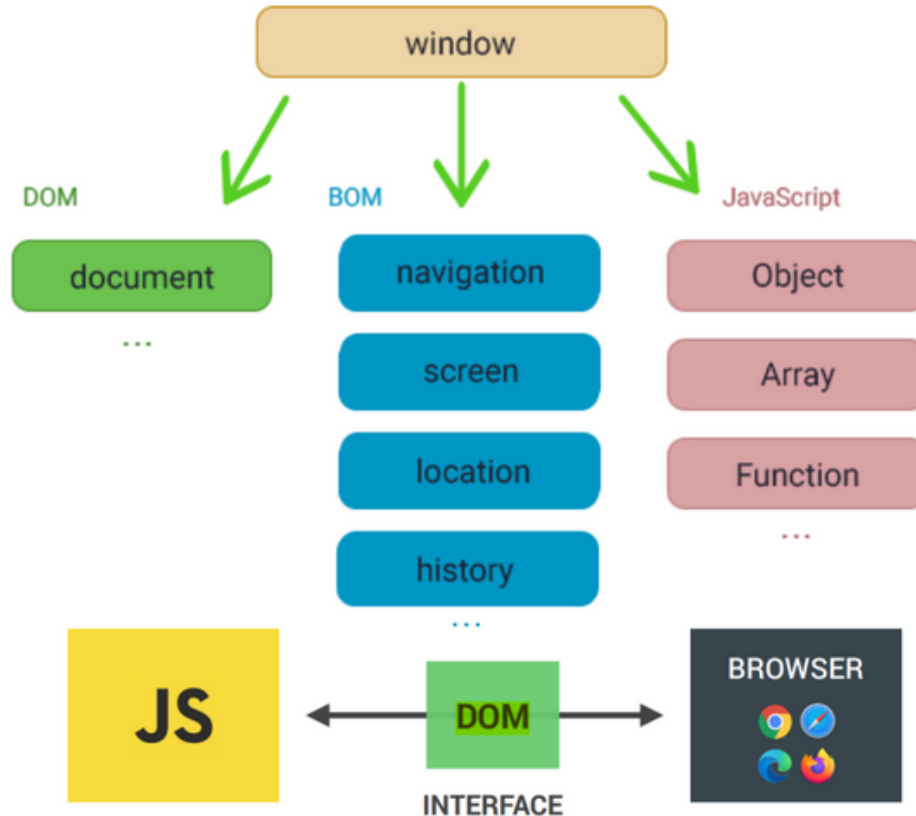 window
DOM
BOM
JavaScript
document
...
navigation
screen
location
history
...
Object
Array
Function
...
JS
DOM
INTERFACE
BROWSER